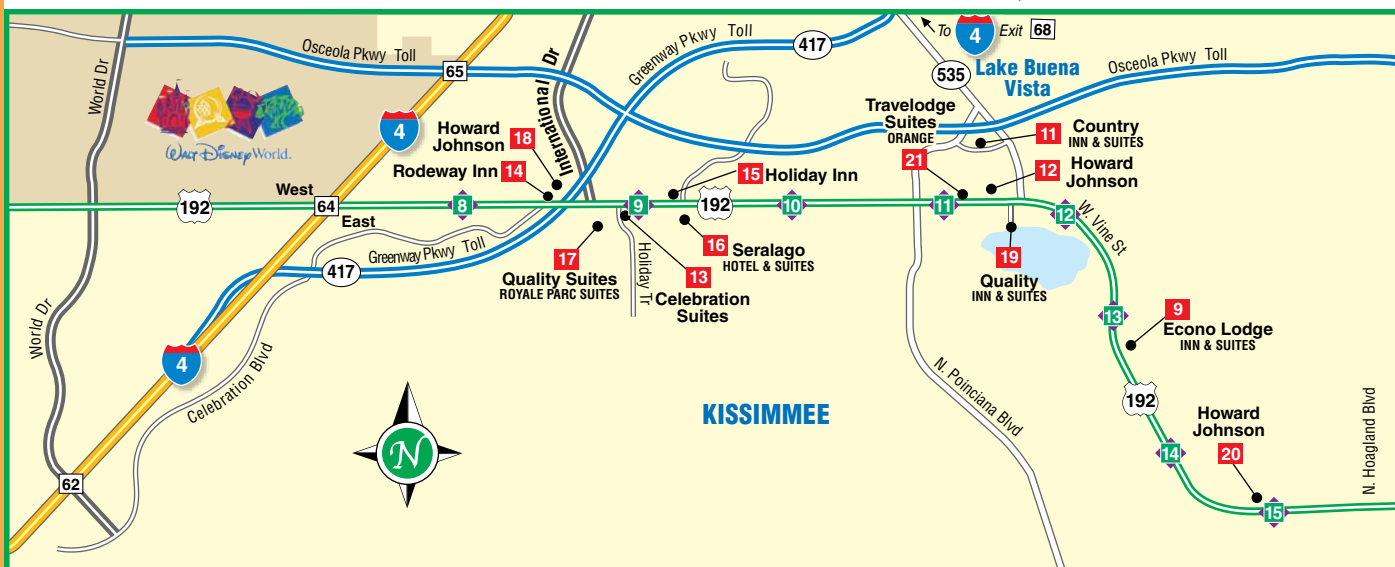 World Dr
Osceola Pkwy Toll
65
International Dr
Greenway Pkwy Toll
417
To
4
Exit 68
535
Lake Buena
Vista
Osceola Pkwy Toll
WALT DISNEY World.
4
Howard
Johnson
18
Rodeway Inn 14
15 Holiday Inn
Travelodge
Suites
ORANGE
21
11
Country
INN & SUITES
12
Howard
Johnson
192
West
64
East
8
9
192
10
11
12
W. Vine St
Greenway Pkwy Toll
417
17
Quality Suites
ROYALE PARC SUITES
Holiday Tr
13
Celebration
Suites
16
Seralago
HOTEL & SUITES
19
Quality
INN & SUITES
13
9
Econo Lodge
INN & SUITES
World Dr
4
Celebration Blvd
N
KISSIMMEE
N. Poinciana Blvd
192
Howard
Johnson
20
14
15
N. Hoagland Blvd
62